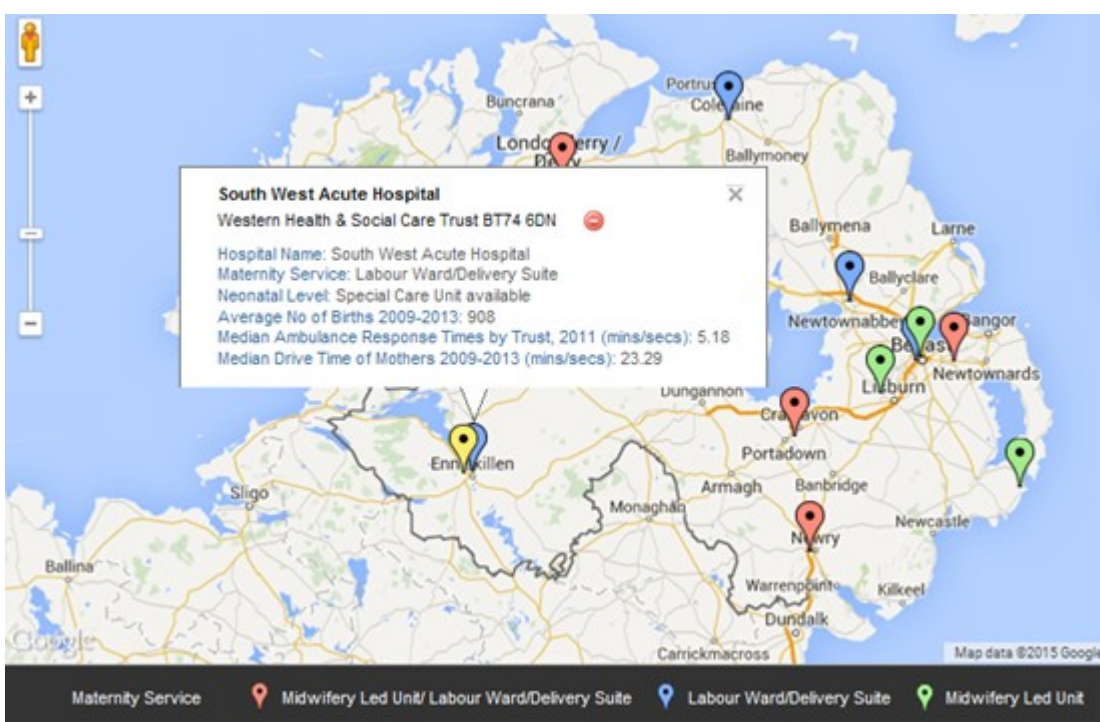 Buncrana
Portrus
Coleraine
Londonderry /
Derry
Ballymoney
South West Acute Hospital
Western Health & Social Care Trust BT74 6DN
Hospital Name: South West Acute Hospital
Maternity Service: Labour Ward/Delivery Suite
Neonatal Level: Special Care Unit available
Average No of Births 2009-2013: 908
Median Ambulance Response Times by Trust, 2011 (mins/secs): 5.18
Median Drive Time of Mothers 2009-2013 (mins/secs): 23.29
Ballymena
Larne
Ballyclare
Newtownabbey
Bangor
Belfast
Newtownards
Lisburn
Dungannon
Craigavon
Portadown
Enniskillen
Sligo
Armagh
Banbridge
Monaghan
Newcastle
Newry
Ballina
Warrenpoint
Kilkeel
Dundalk
Carrickmacross
Google
Map data ©2015 Google
Maternity Service Midwifery Led Unit/ Labour Ward/Delivery Suite Labour Ward/Delivery Suite Midwifery Led Unit